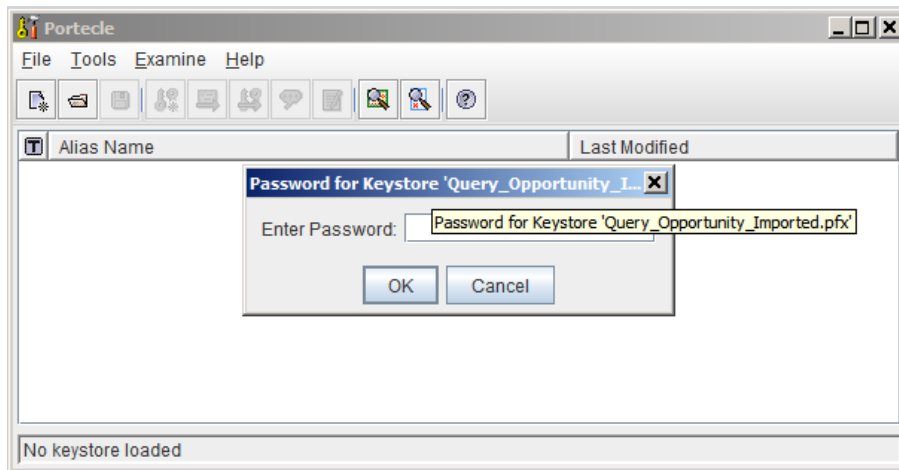 Portecle
File Tools Examine Help
T Alias Name Last Modified
Password for Keystore 'Query_Opportunity_I...
Enter Password:
Password for Keystore 'Query_Opportunity_Imported.pfx'
OK Cancel
No keystore loaded